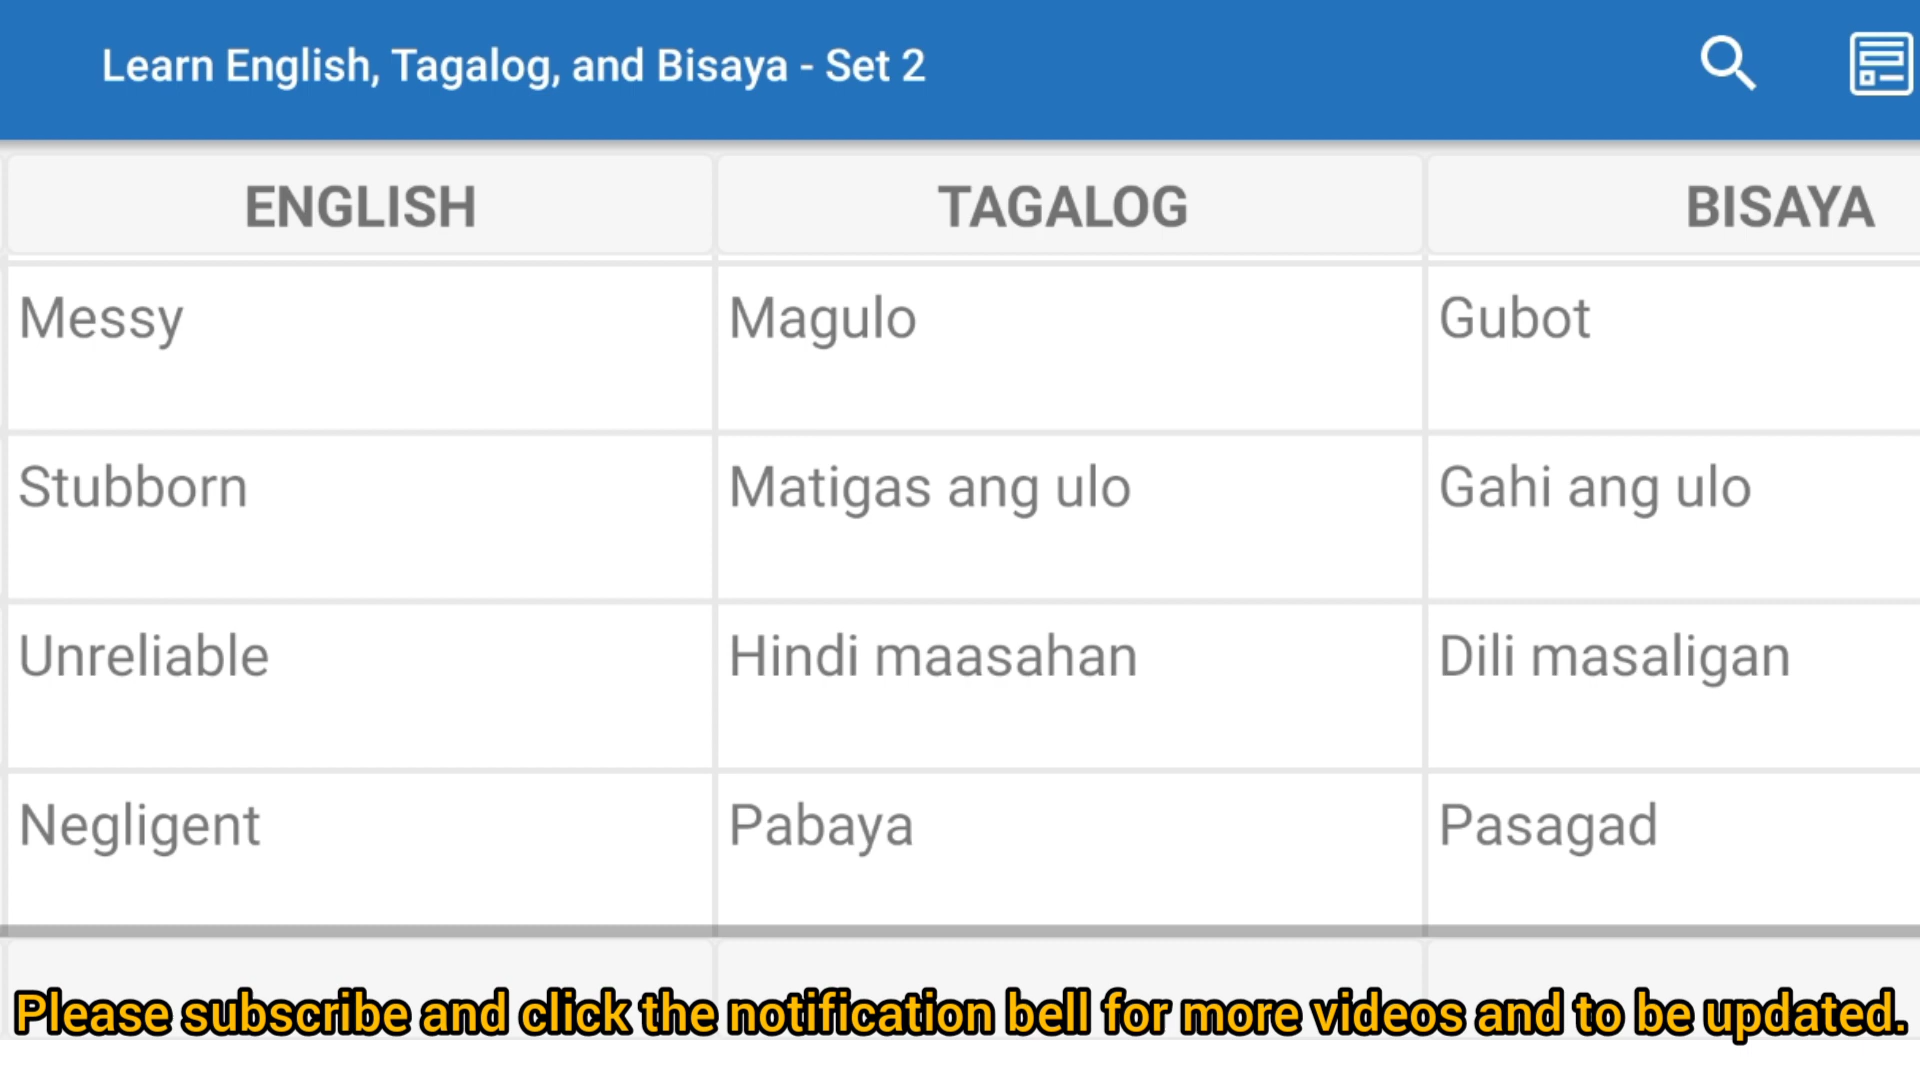 Learn English, Tagalog, and Bisaya - Set 2
ENGLISH TAGALOG BISAYA
Messy Magulo Gubot
Stubborn Matigas ang ulo Gahi ang ulo
Unreliable Hindi maasahan Dili masaligan
Negligent Pabaya Pasagad
Please subscribe and click the notification bell for more videos and to be updated.